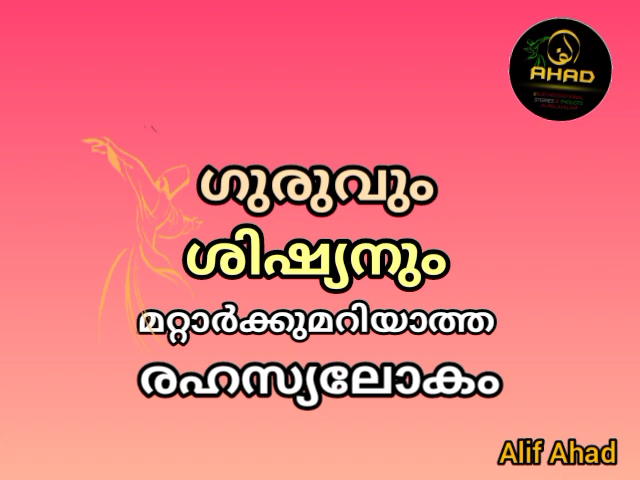 AHAD
ഗുരുവും
ശിഷ്യനും
മറ്റാർക്കുമറിയാത്ത
രഹസ്യലോകം
Alif Ahad